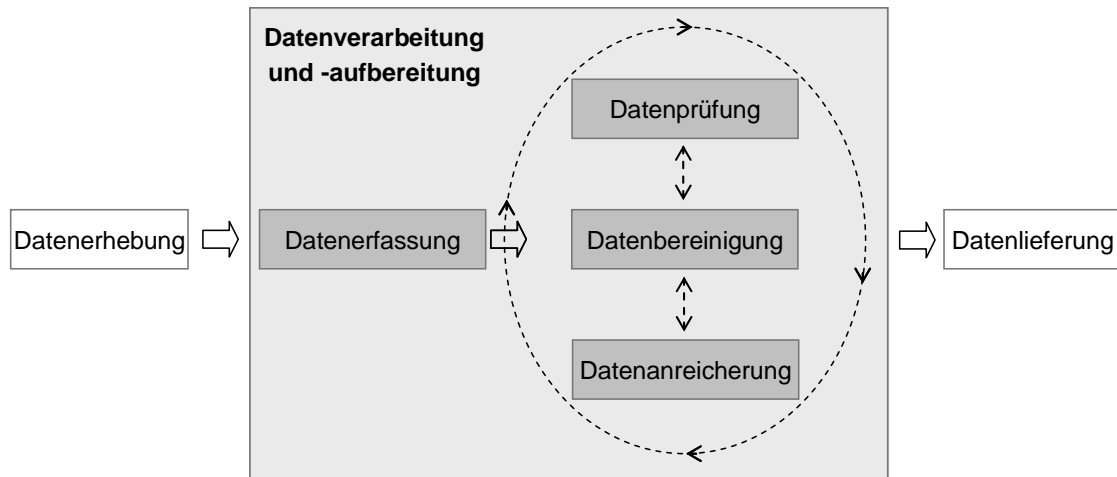 Datenverarbeitung
und -aufbereitung
Datenprüfung
Datenerhebung
Datenerfassung
Datenbereinigung
Datenlieferung
Datenanreicherung